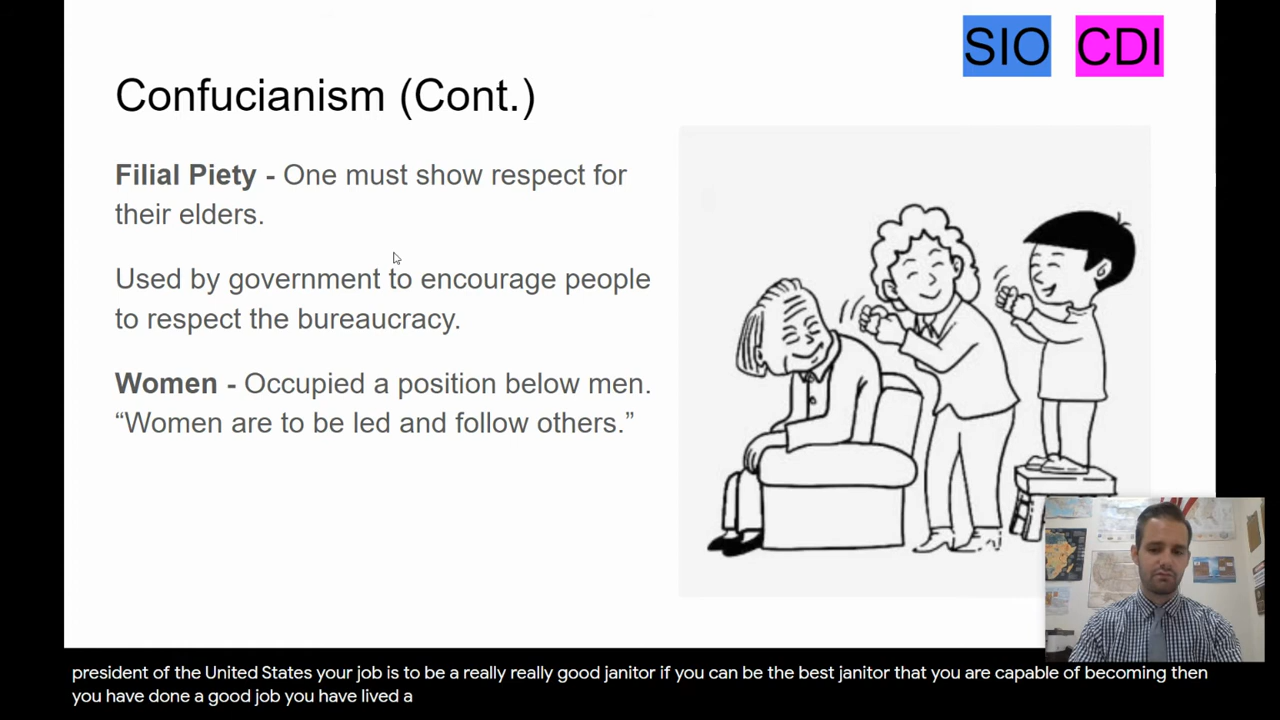 SIO CDI
Confucianism (Cont.)
Filial Piety - One must show respect for
their elders.
Used by government to encourage people
to respect the bureaucracy.
Women - Occupied a position below men.
“Women are to be led and follow others.”
president of the United States your job is to be a really really good janitor if you can be the best janitor that you are capable of becoming then
you have done a good job you have lived a